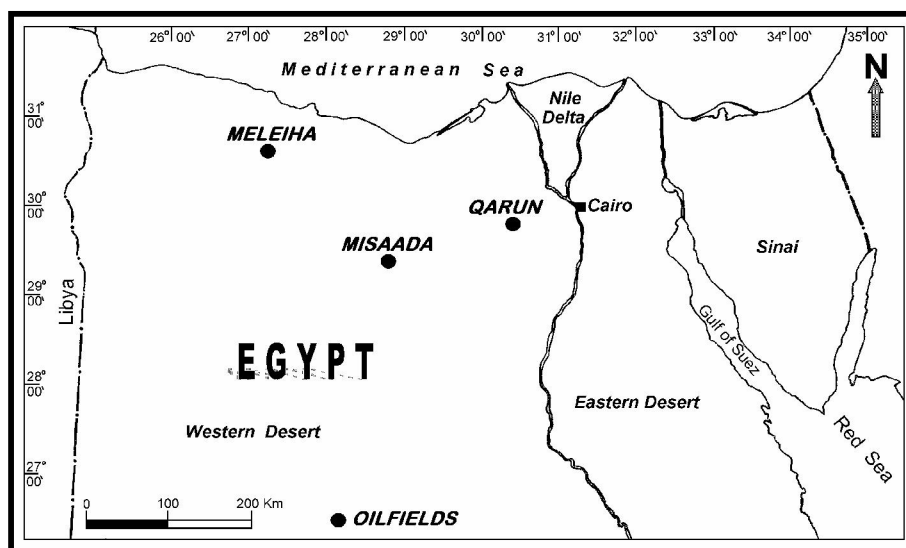 26°00' 27°00' 28°00' 29°00' 30°00' 31°00' 32°00' 33°00' 34°00' 35°00'
Mediterranean Sea
N
Nile
Delta
31°
00'
MELEIHA
30°
00'
QARUN
Cairo
MISAADA
Sinai
29°
00'
Libya
Gulf of Suez
EGYPT
28°
00'
Eastern Desert
Western Desert
Red Sea
27°
00'
0 100 200 Km
OILFIELDS